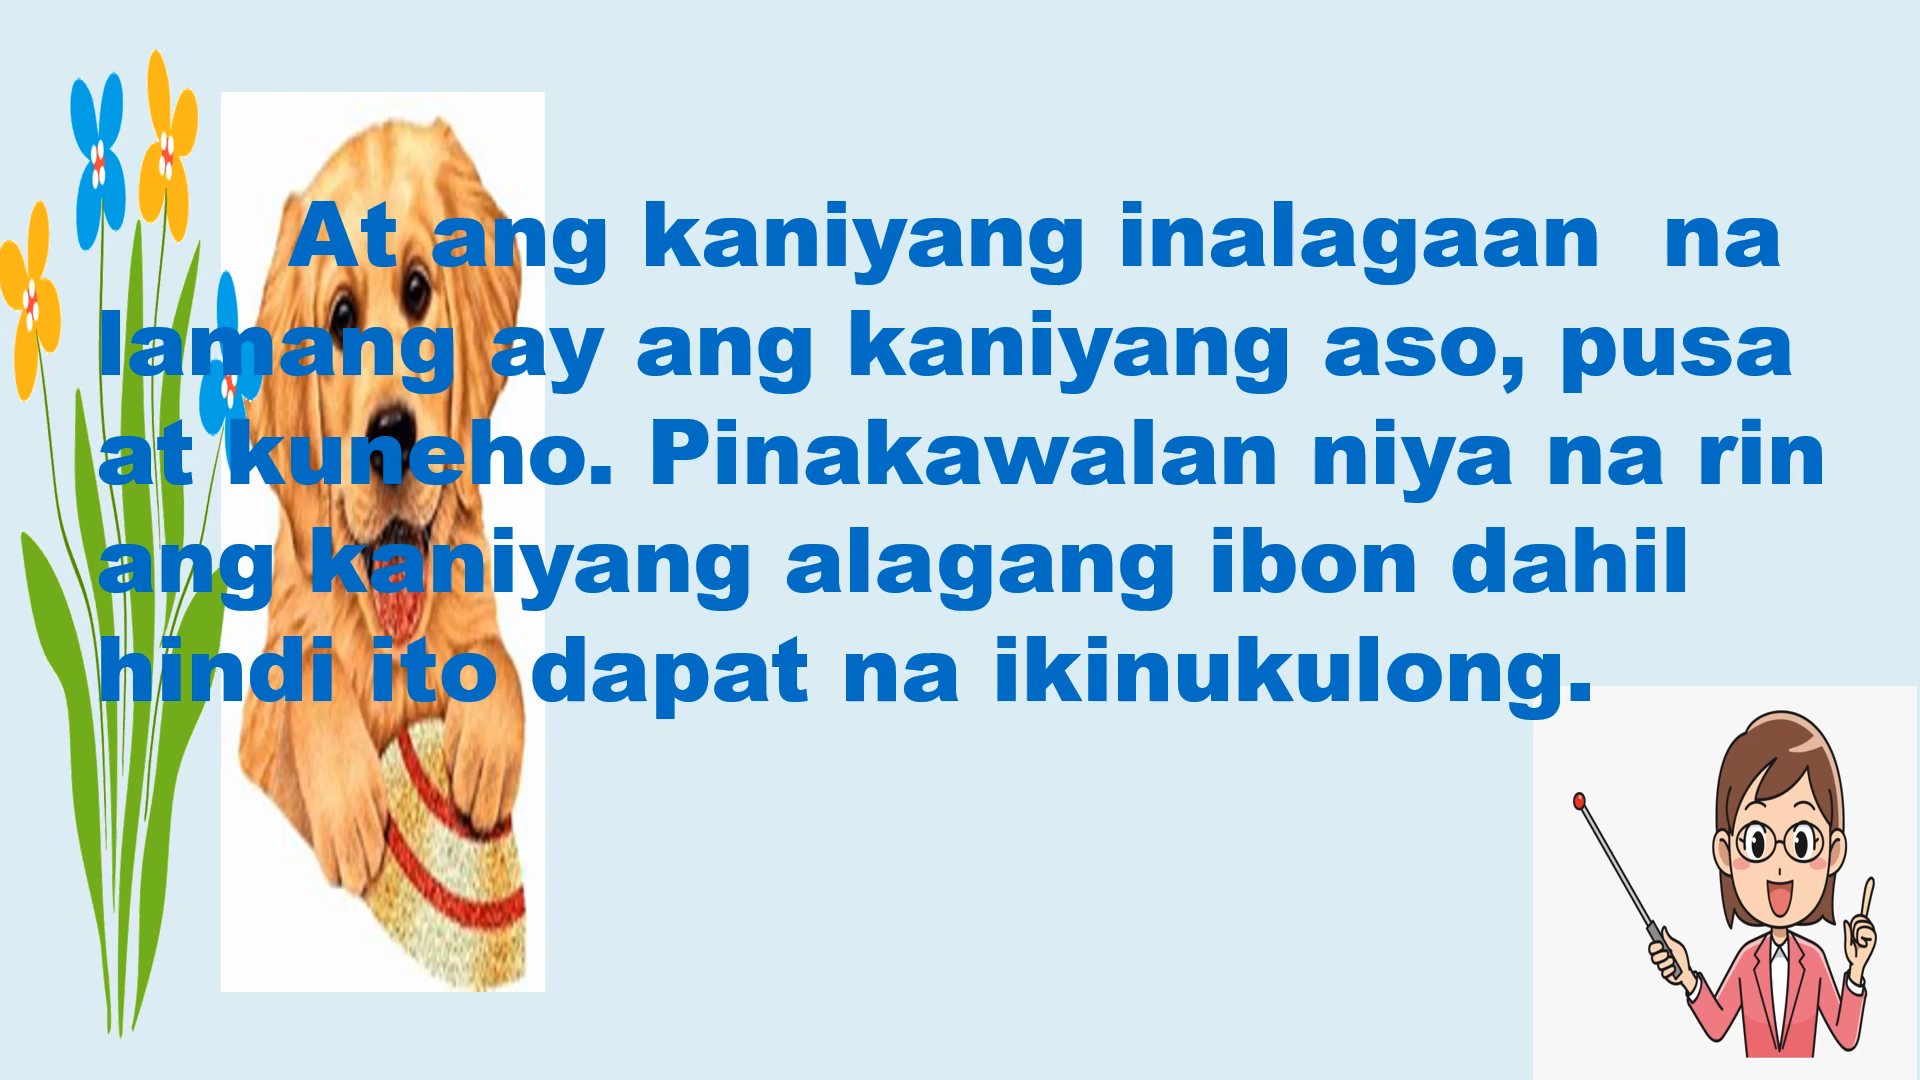 At ang kaniyang inalagaan  na
lamang ay ang kaniyang aso, pusa
at kuneho. Pinakawalan niya na rin
ang kaniyang alagang ibon dahil
hindi ito dapat na ikinukulong.